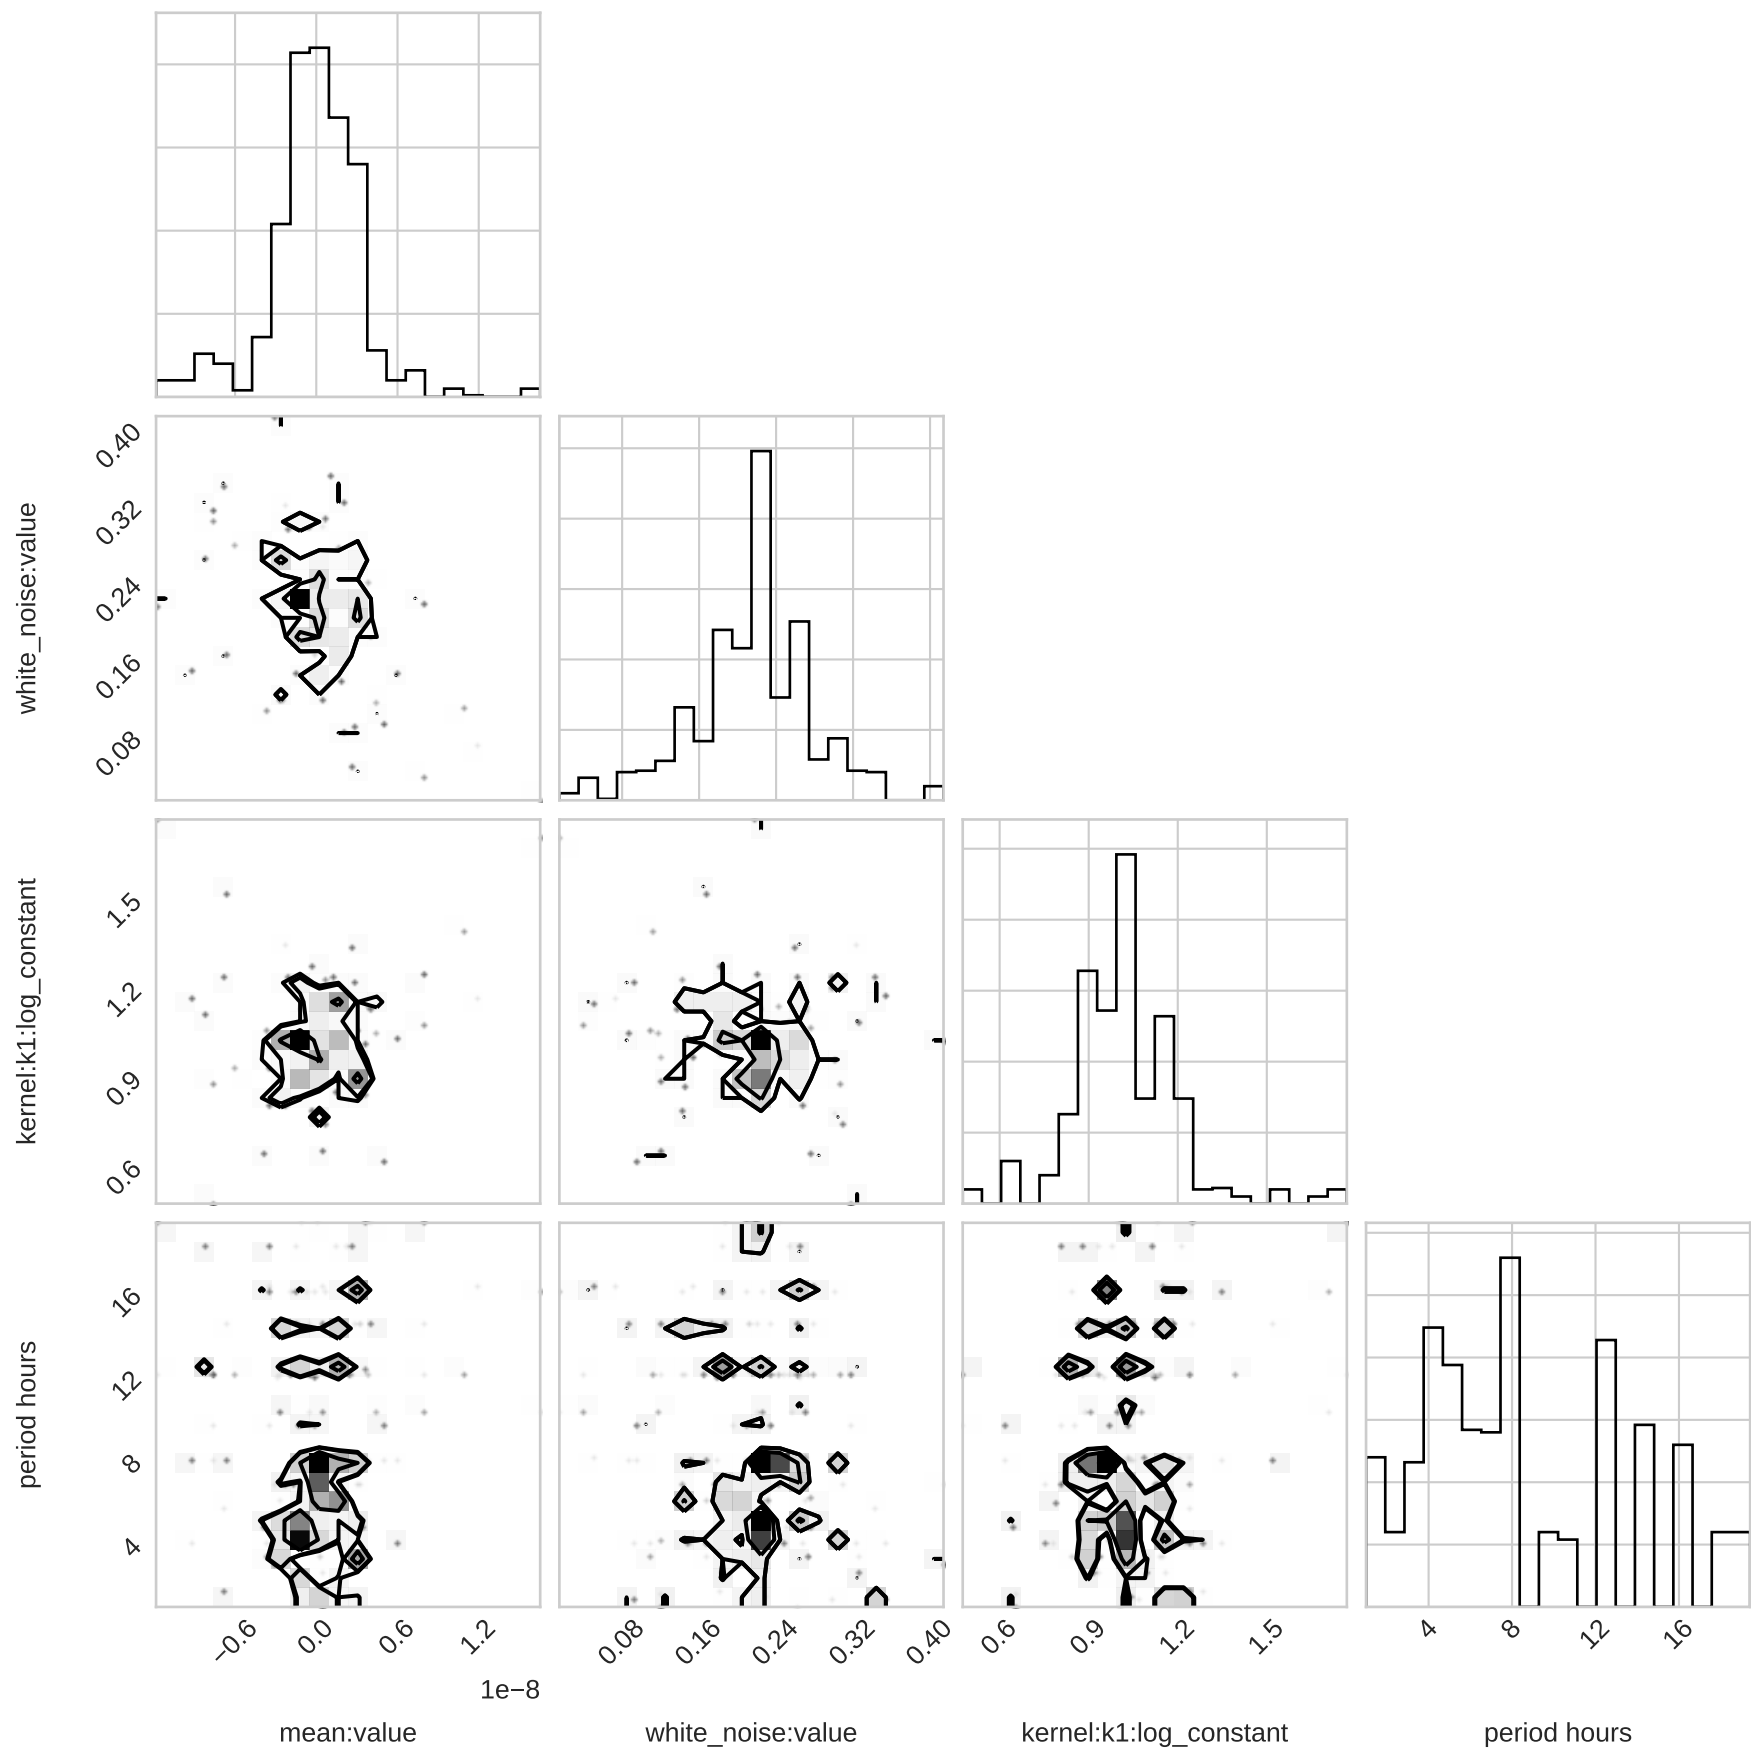 white_noise:value
0.40
0.32
0.24
0.16
0.08
kernel:k1:log_constant
1.5
1.2
0.9
0.6
period hours
16
12
8
4
−0.6 0.0 0.6 1.2
0.08 0.16 0.24 0.32 0.40
0.6 0.9 1.2 1.5
4 8 12 16
1e−8
mean:value
white_noise:value
kernel:k1:log_constant
period hours